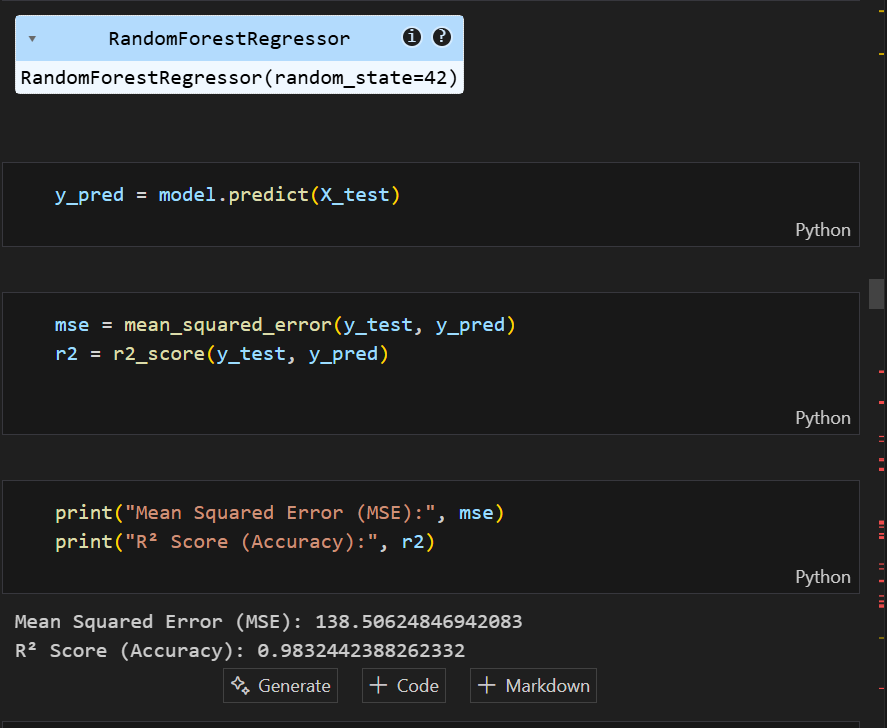 RandomForestRegressor
RandomForestRegressor(random_state=42)
y_pred = model.predict(X_test)
Python
mse = mean_squared_error(y_test, y_pred)
r2 = r2_score(y_test, y_pred)
Python
print("Mean Squared Error (MSE):", mse)
print("R² Score (Accuracy):", r2)
Python
Mean Squared Error (MSE): 138.50624846942083
R² Score (Accuracy): 0.9832442388262332
Generate
Code
Markdown